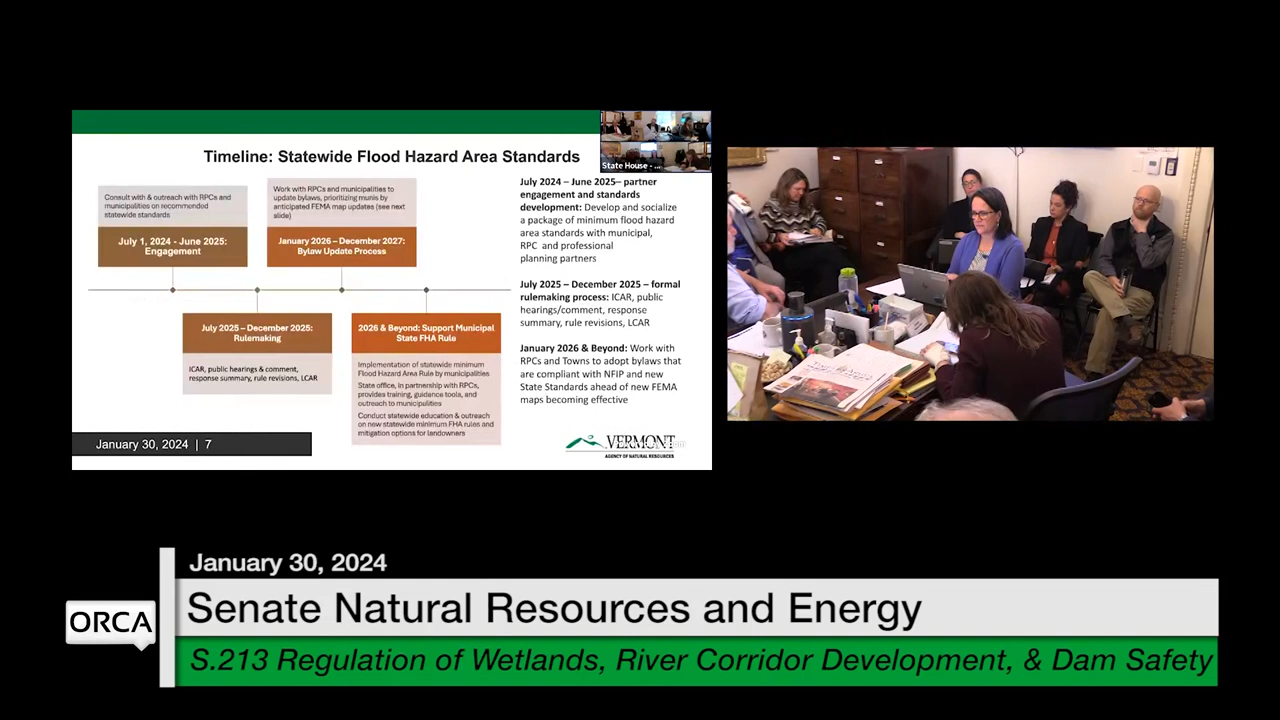 State House - ...
Timeline: Statewide Flood Hazard Area Standards
Consult with & outreach with RPCs and
municipalities on recommended
statewide standards
July 1, 2024 - June 2025:
Engagement
Work with RPCs and municipalities to
update bylaws, prioritizing munis by
anticipated FEMA map updates (see next
slide)
January 2026 – December 2027:
Bylaw Update Process
July 2025 – December 2025:
Rulemaking
ICAR, public hearings & comment,
response summary, rule revisions, LCAR
2026 & Beyond: Support Municipal
State FHA Rule
Implementation of statewide minimum
Flood Hazard Area Rule by municipalities
State office, in partnership with RPCs,
provides training, guidance tools, and
outreach to municipalities
Conduct statewide education & outreach
on new statewide minimum FHA rules and
mitigation options for landowners
July 2024 – June 2025– partner
engagement and standards
development: Develop and socialize
a package of minimum flood hazard
area standards with municipal,
RPC and professional
planning partners
July 2025 – December 2025 – formal
rulemaking process: ICAR, public
hearings/comment, response
summary, rule revisions, LCAR
January 2026 & Beyond: Work with
RPCs and Towns to adopt bylaws that
are compliant with NFIP and new
State Standards ahead of new FEMA
maps becoming effective
January 30, 2024 | 7
VERMONT
AGENCY OF NATURAL RESOURCES
January 30, 2024
ORCA
Senate Natural Resources and Energy
S.213 Regulation of Wetlands, River Corridor Development, & Dam Safety